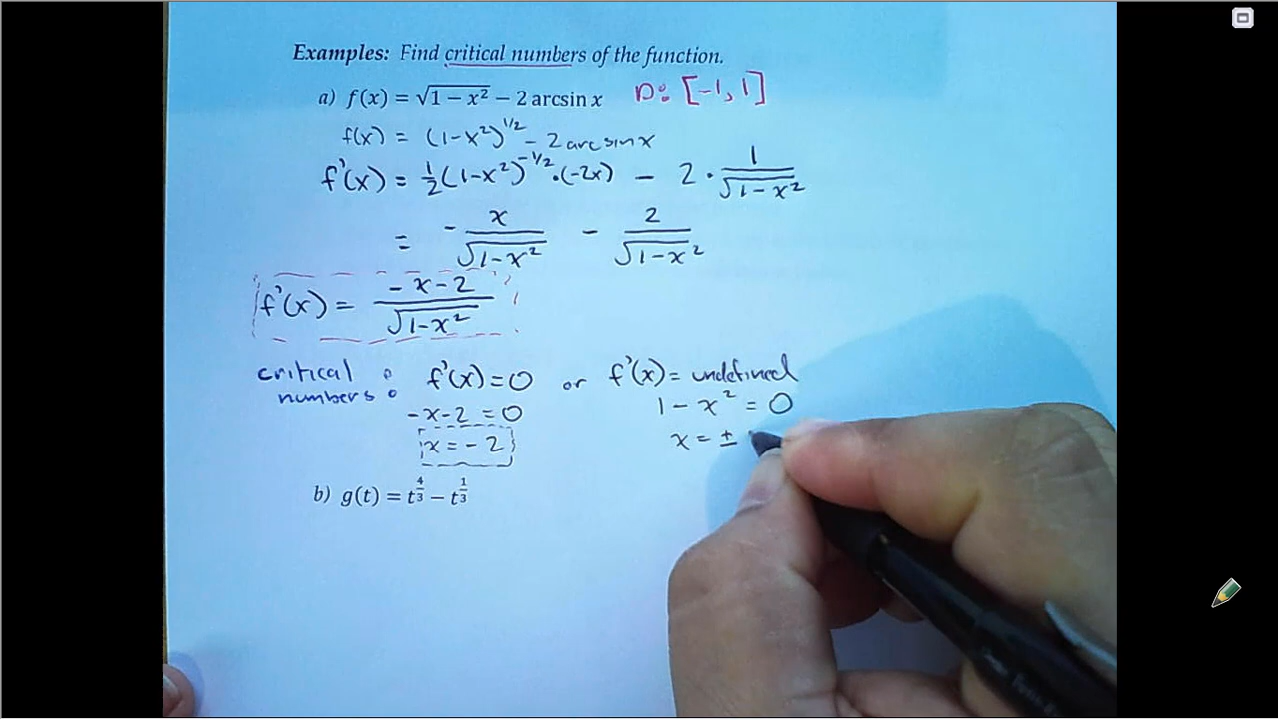 Examples: Find critical numbers of the function.
a) f(x) = √(1 − x²) − 2 arcsin x   D: [-1, 1]
f(x) = (1-x²)^1/2 - 2 arcsin x
f'(x) = 1/2 (1-x²)^-1/2 · (-2x) - 2 · 1/√(1-x²)
= - x/√(1-x²) - 2/√(1-x²)
f'(x) = (-x-2)/√(1-x²)
critical numbers : f'(x) = 0 or f'(x) = undefined
-x-2 = 0   1 - x² = 0
x = -2   x = ±
b) g(t) = t^4/3 − t^1/3